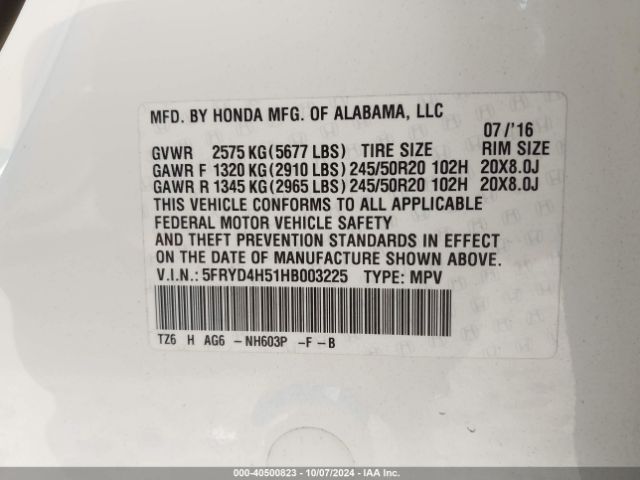 MFD. BY HONDA MFG. OF ALABAMA, LLC
07 /'16
GVWR 2575 KG(5677 LBS) TIRE SIZE RIM SIZE
GAWR F 1320 KG(2910 LBS)245/50R20 102H 20X8.0J
GAWR R 1345 KG(2965 LBS)245/50R20 102H 20X8.0J
THIS VEHICLE CONFORMS TO ALL APPLICABLE
FEDERAL MOTOR VEHICLE SAFETY
AND THEFT PREVENTION STANDARDS IN EFFECT
ON THE DATE OF MANUFACTURE SHOWN ABOVE.
V.I.N.: 5FRYD4H51HB003225 TYPE: MPV
TZ6 H AG6 -NH603P -F-B
000-40500823 - 10/07/2024 - IAA Inc.